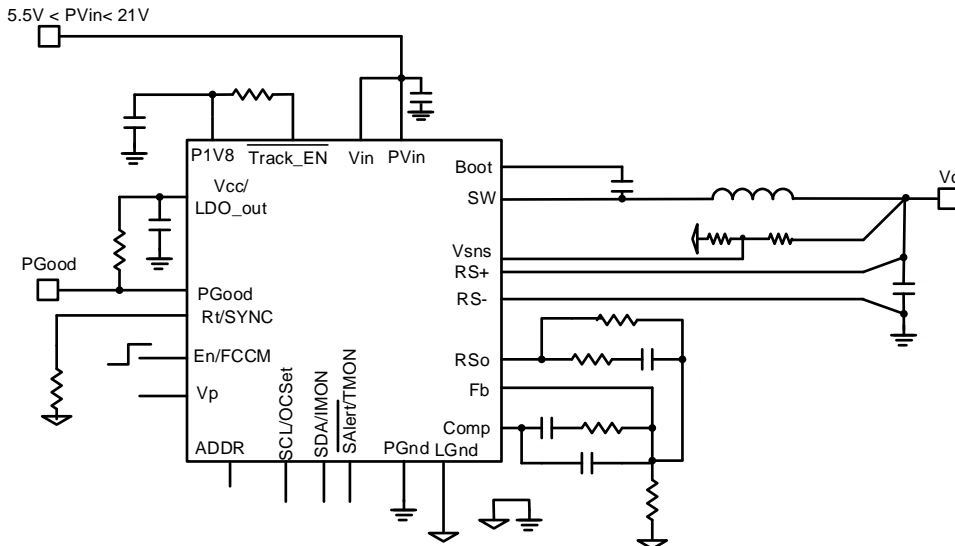 5.5V < PVin< 21V
P1V8
Track_EN
Vin
PVin
Boot
Vcc/
LDO_out
SW
Vsns
PGood
RS+
PGood
RS-
Rt/SYNC
En/FCCM
RSo
Vp
Fb
Comp
ADDR
SCL/OCSet
SDA/IMON
SAlert/TMON
PGnd
LGnd